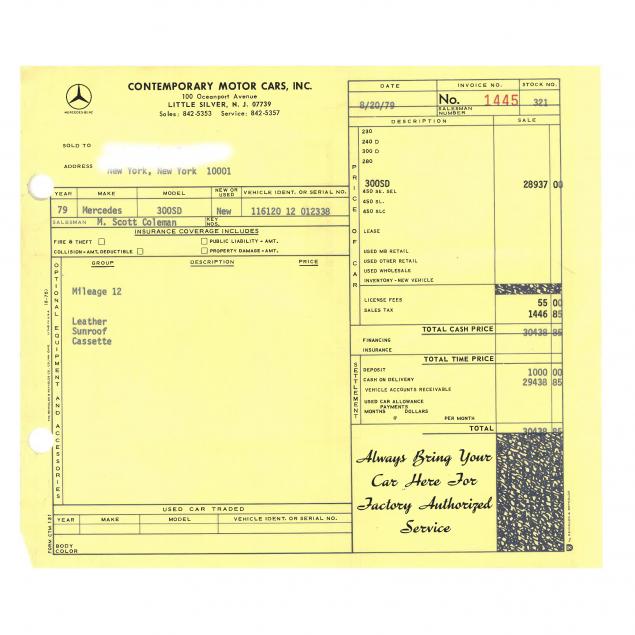 CONTEMPORARY MOTOR CARS, INC.
100 Oceanport Avenue
LITTLE SILVER, N. J. 07739
Sales: 842-5353 Service: 842-5357
MERCEDES-BENZ
DATE INVOICE NO. STOCK NO.
8/20/79 No. 1445 321
SALESMAN NUMBER
SOLD TO
ADDRESS New York, New York 10001
YEAR MAKE MODEL NEW OR USED VEHICLE IDENT. OR SERIAL NO.
79 Mercedes 300SD New 116120 12 012338
SALESMAN M. Scott Coleman KEY NOS.
INSURANCE COVERAGE INCLUDES
FIRE & THEFT PUBLIC LIABILITY - AMT.
COLLISION - AMT. DEDUCTIBLE PROPERTY DAMAGE - AMT.
OPTIONAL EQUIPMENT AND ACCESSORIES
GROUP DESCRIPTION PRICE
Mileage 12
Leather
Sunroof
Cassette
USED CAR TRADED
YEAR MAKE MODEL VEHICLE IDENT. OR SERIAL NO.
BODY
COLOR
DESCRIPTION SALE
PRICE OF CAR
230
240 D
300 D
280
300SD 28937 00
450 SE. SEL
450 SL
450 SLC
LEASE
USED MB RETAIL
USED OTHER RETAIL
USED WHOLESALE
INVENTORY - NEW VEHICLE
LICENSE FEES 55 00
SALES TAX 1446 85
TOTAL CASH PRICE 30438 85
FINANCING
INSURANCE
TOTAL TIME PRICE
SETTLEMENT
DEPOSIT 1000 00
CASH ON DELIVERY 29438 85
VEHICLE ACCOUNTS RECEIVABLE
USED CAR ALLOWANCE
PAYMENTS
MONTHS DOLLARS
PER MONTH
TOTAL 30438 85
Always Bring Your
Car Here For
Factory Authorized
Service